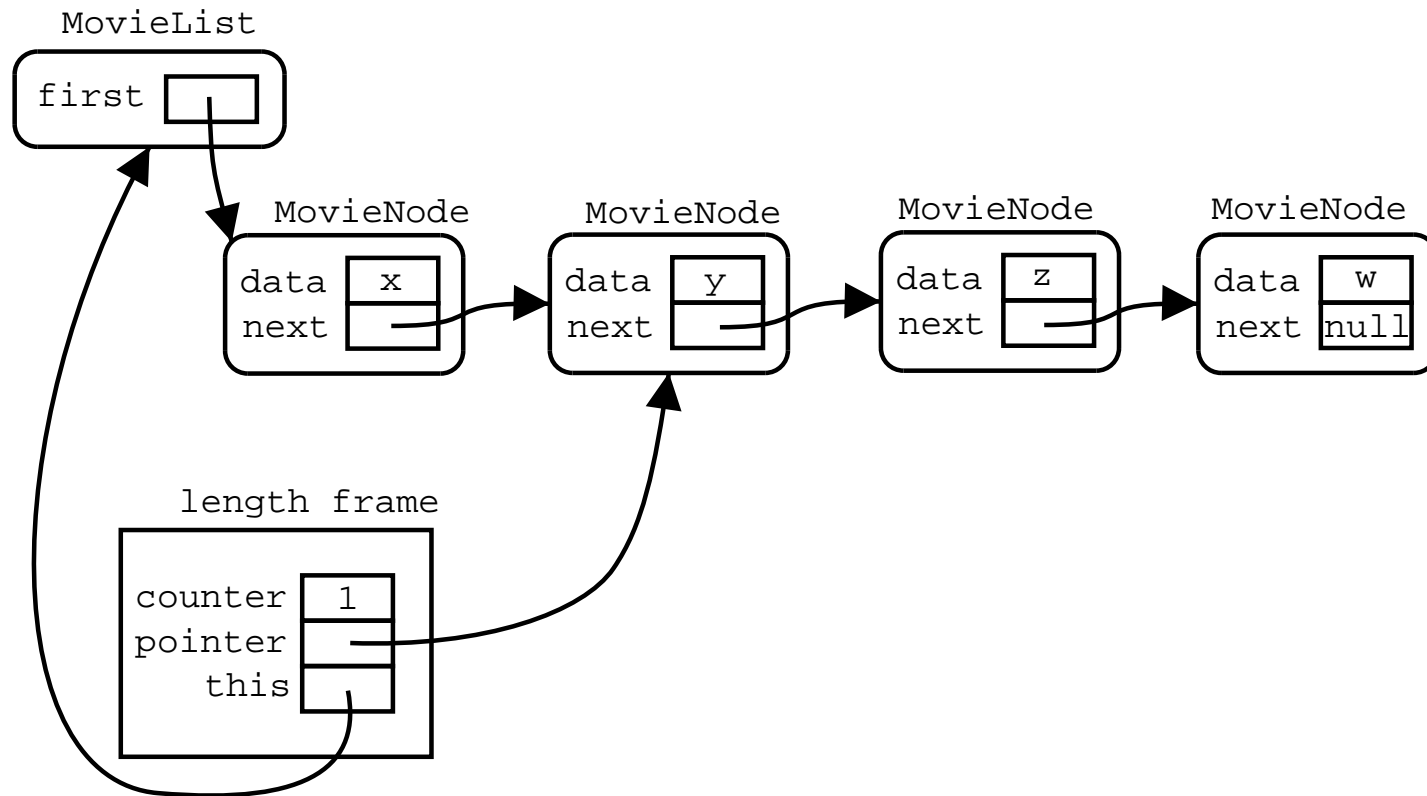 MovieList
first
MovieNode
data x
next
MovieNode
data y
next
MovieNode
data z
next
MovieNode
data w
next null
length frame
counter 1
pointer
this